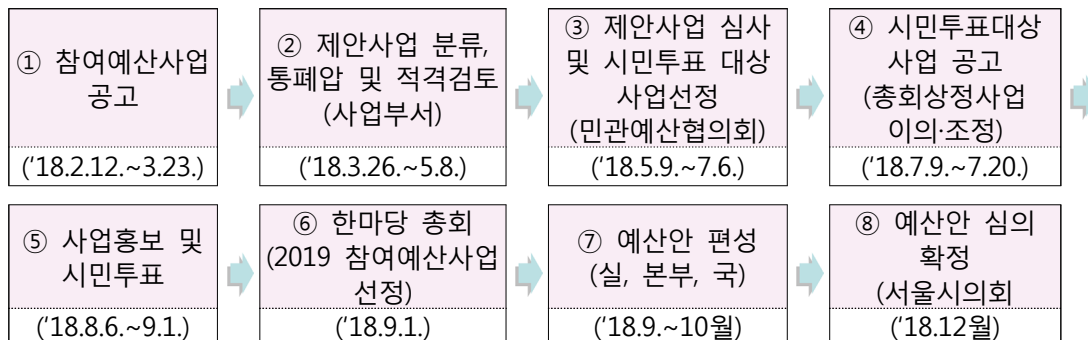 ① 참여예산사업
공고
('18.2.12.~3.23.)
② 제안사업 분류,
통폐압 및 적격검토
(사업부서)
('18.3.26.~5.8.)
③ 제안사업 심사
및 시민투표 대상
사업선정
(민관예산협의회)
('18.5.9.~7.6.)
④ 시민투표대상
사업 공고
(총회상정사업
이의·조정)
('18.7.9.~7.20.)
⑤ 사업홍보 및
시민투표
('18.8.6.~9.1.)
⑥ 한마당 총회
(2019 참여예산사업
선정)
('18.9.1.)
⑦ 예산안 편성
(실, 본부, 국)
('18.9.~10월)
⑧ 예산안 심의
확정
(서울시의회
('18.12월)